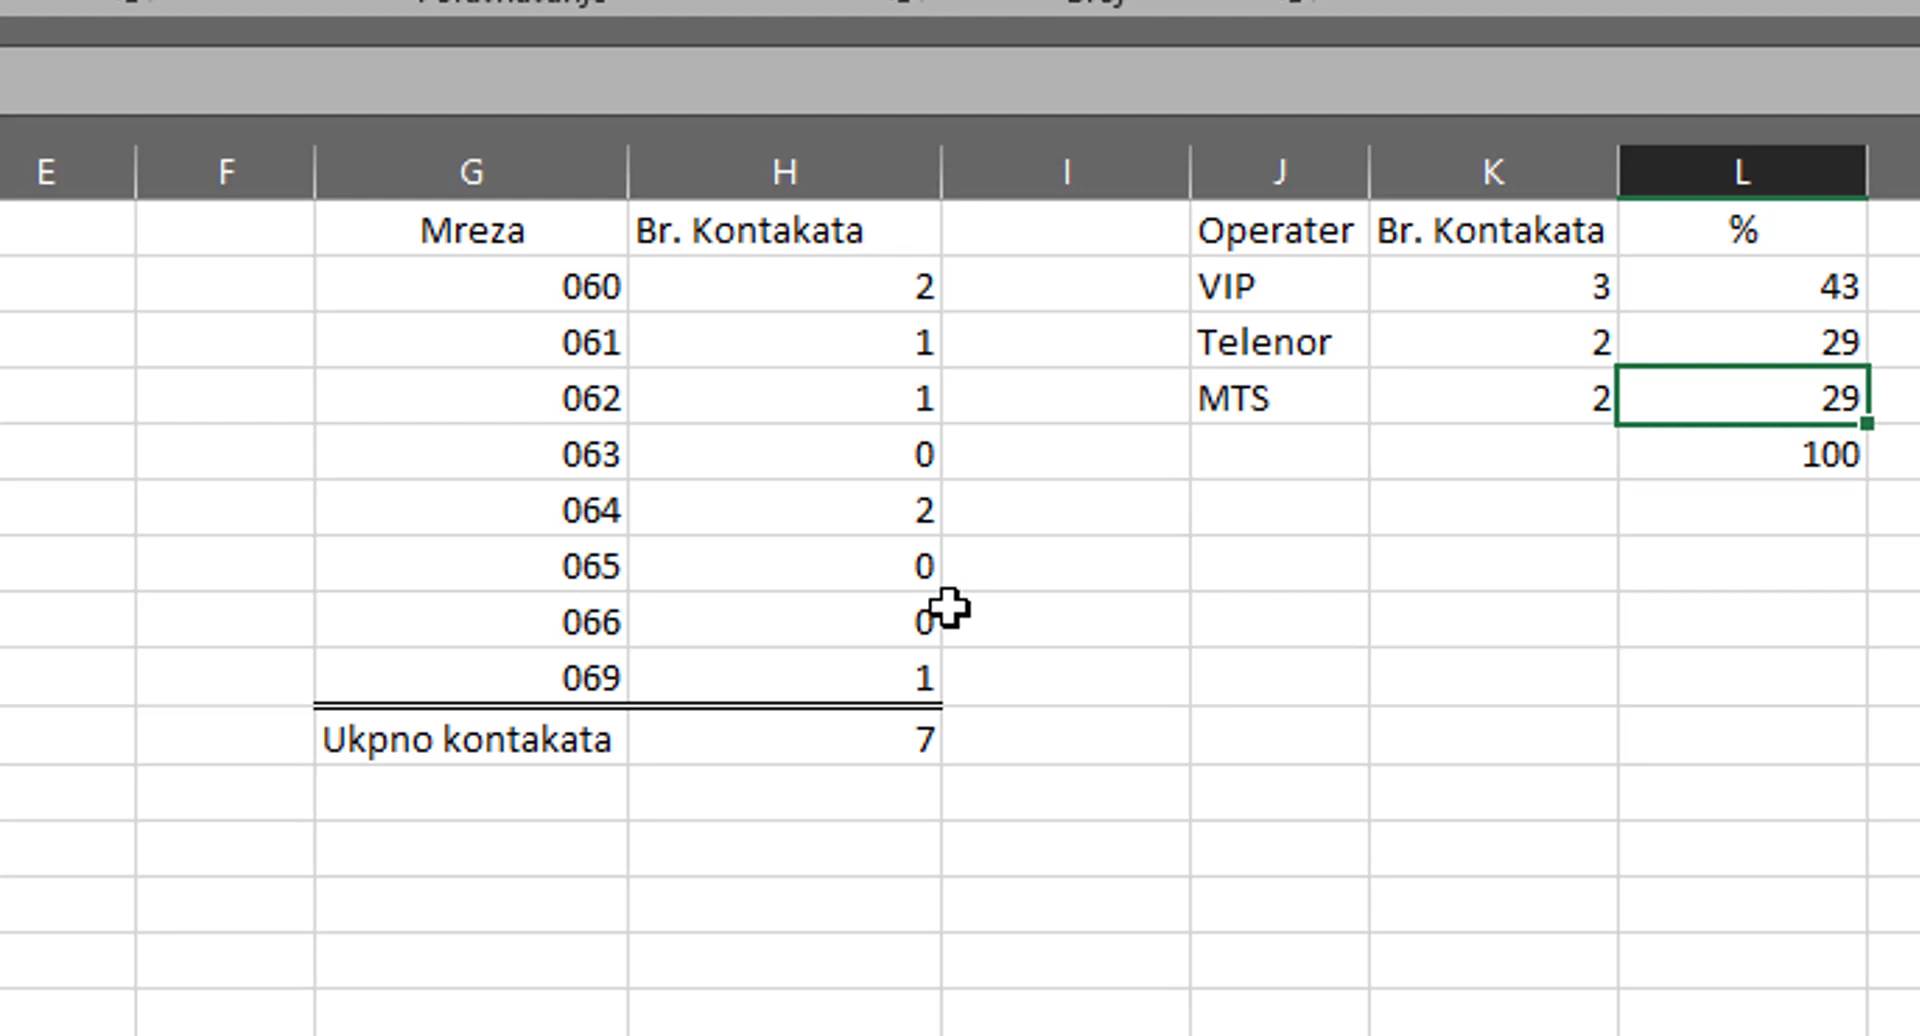 E F G H I J K L
Mreza Br. Kontakata Operater Br. Kontakata %
060 2 VIP 3 43
061 1 Telenor 2 29
062 1 MTS 2 29
063 0 100
064 2
065 0
066 0
069 1
Ukpno kontakata 7